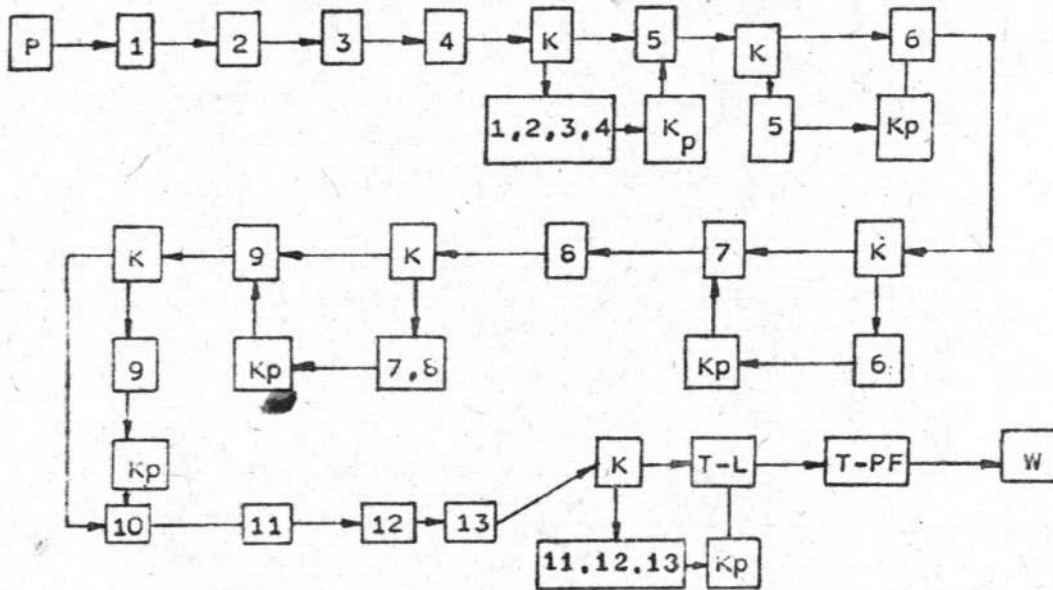 P 1 2 3 4 K 5 K 6
1,2,3,4 Kp 5 Kp
K 9 K 8 7 K
9 Kp 7,8 Kp 6
Kp K T-L T-PF W
10 11 12 13
11,12,13 Kp